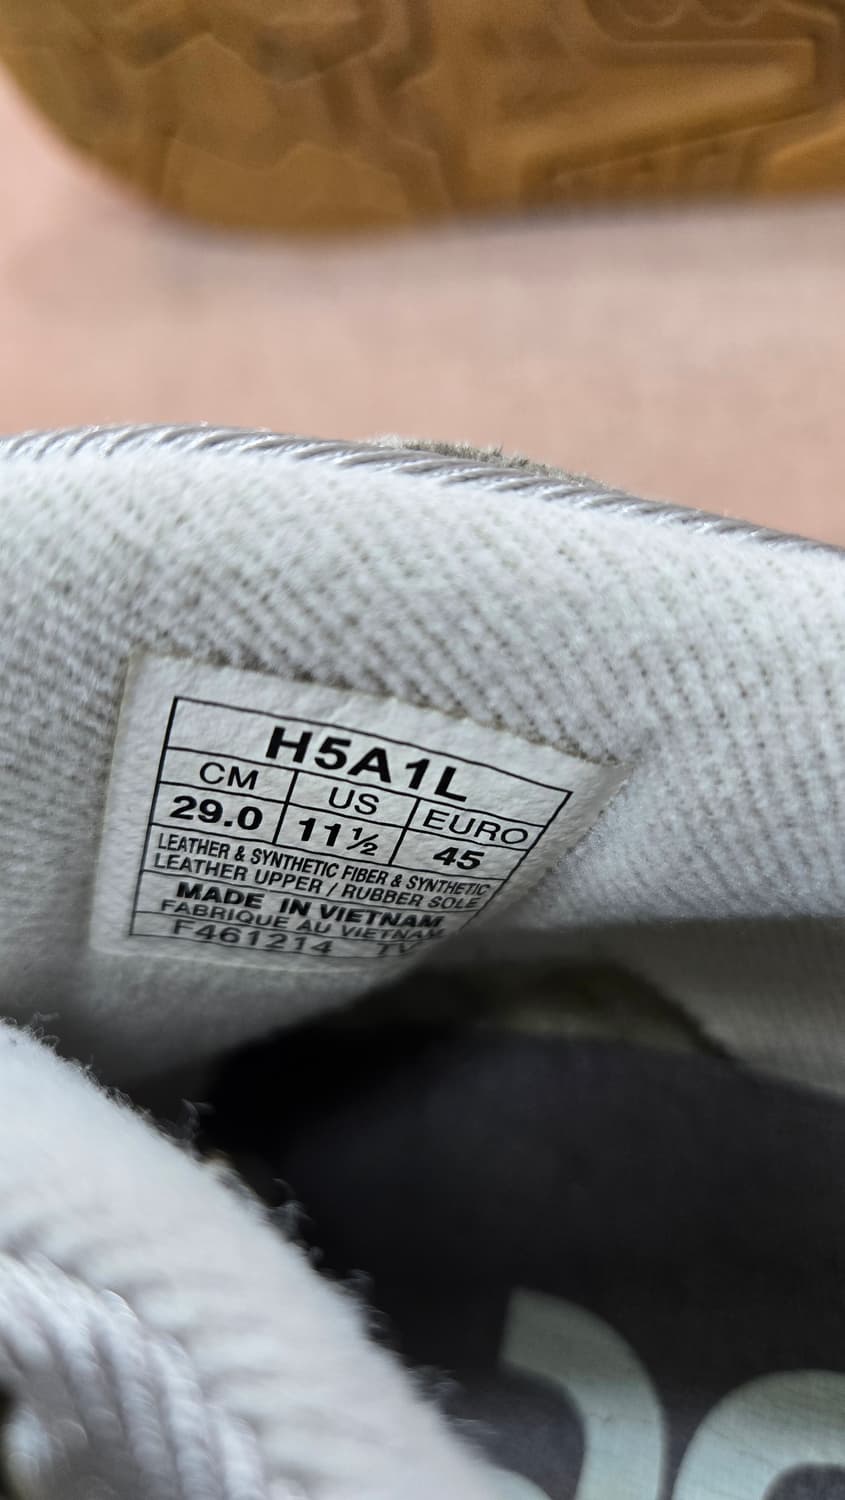 H5A1L
CM US EURO
29.0 11½ 45
LEATHER & SYNTHETIC FIBER & SYNTHETIC
LEATHER UPPER / RUBBER SOLE
MADE IN VIETNAM
FABRIQUE AU VIETNAM
F461214 TV